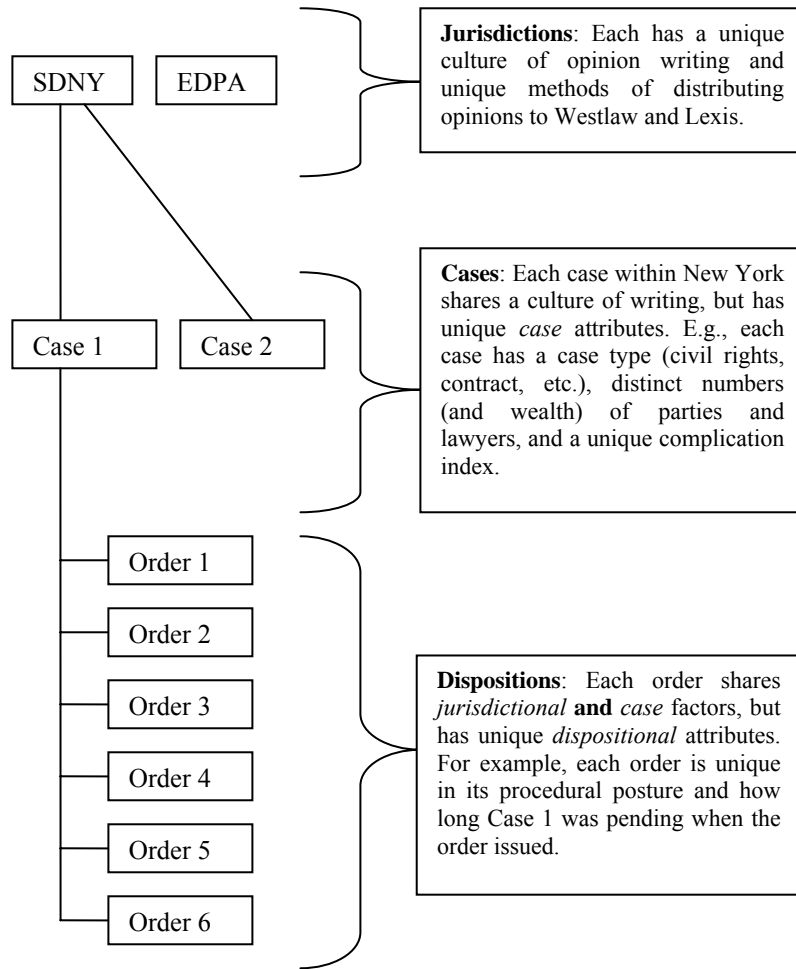 SDNY
EDPA
Jurisdictions: Each has a unique
culture of opinion writing and
unique methods of distributing
opinions to Westlaw and Lexis.
Case 1
Case 2
Cases: Each case within New York
shares a culture of writing, but has
unique case attributes. E.g., each
case has a case type (civil rights,
contract, etc.), distinct numbers
(and wealth) of parties and
lawyers, and a unique complication
index.
Order 1
Order 2
Order 3
Order 4
Order 5
Order 6
Dispositions: Each order shares
jurisdictional and case factors, but
has unique dispositional attributes.
For example, each order is unique
in its procedural posture and how
long Case 1 was pending when the
order issued.